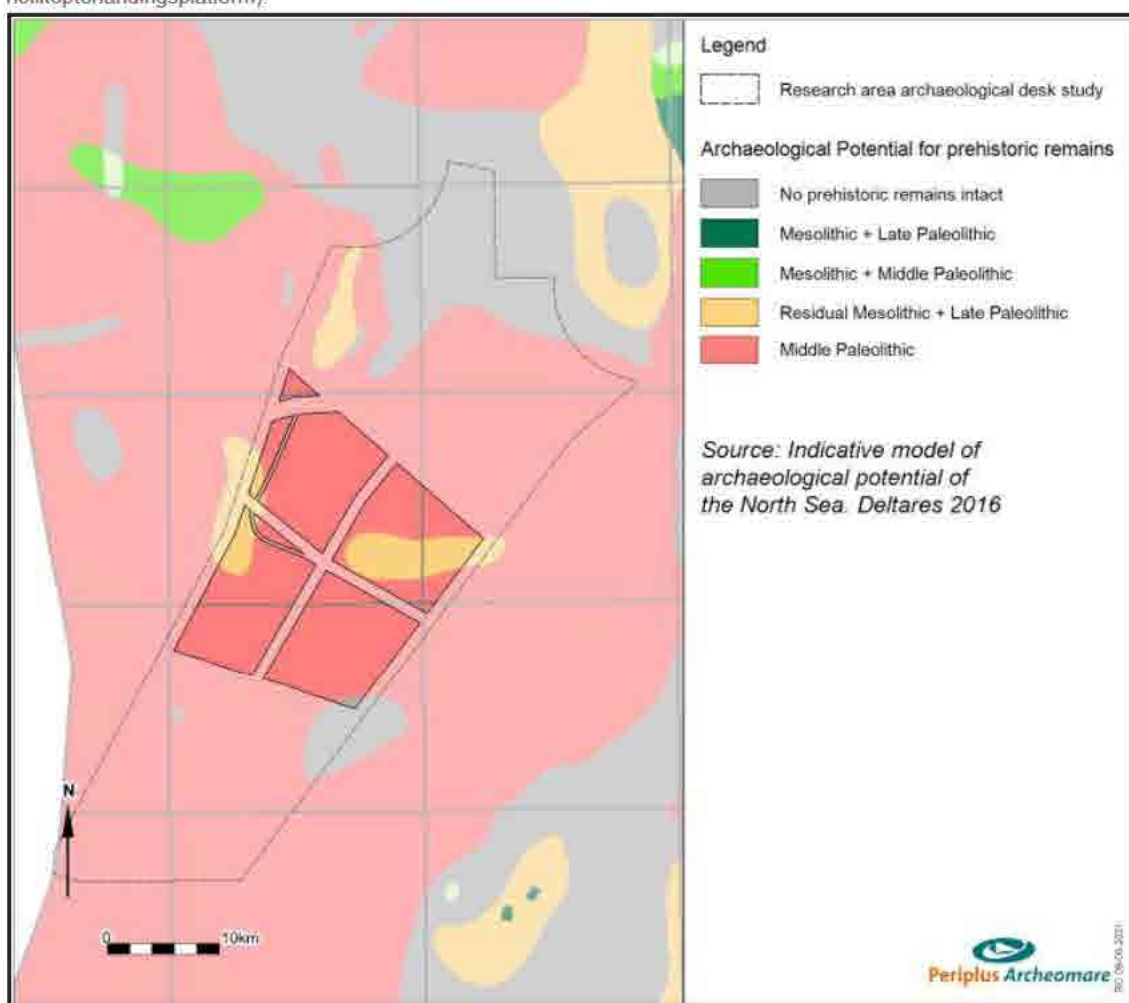 Legend
Research area archaeological desk study
Archaeological Potential for prehistoric remains
No prehistoric remains intact
Mesolithic + Late Paleolithic
Mesolithic + Middle Paleolithic
Residual Mesolithic + Late Paleolithic
Middle Paleolithic
Source: Indicative model of
archaeological potential of
the North Sea. Deltares 2016
N
0 10km
Periplus Archeomare